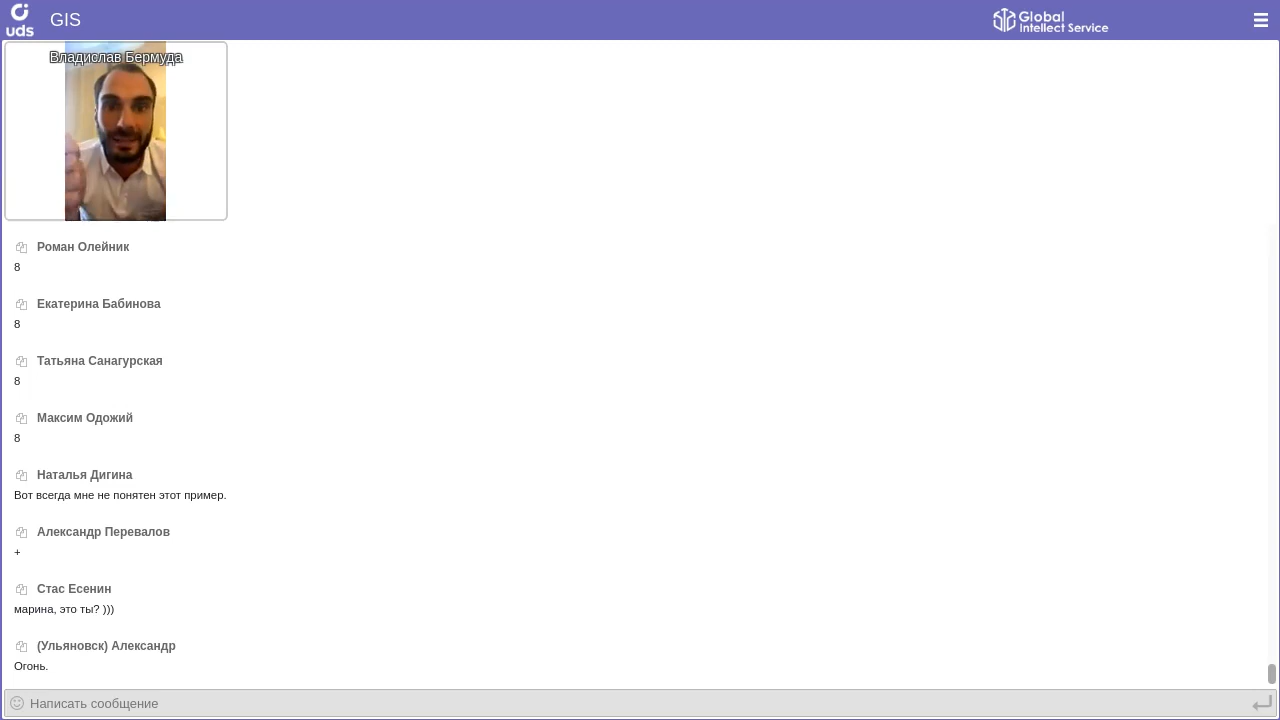 uds
GIS
Global
Intellect Service
Владислав Бермуда
Роман Олейник
8
Екатерина Бабинова
8
Татьяна Санагурская
8
Максим Одожий
8
Наталья Дигина
Вот всегда мне не понятен этот пример.
Александр Перевалов
+
Стас Есенин
марина, это ты? )))
(Ульяновск) Александр
Огонь.
Написать сообщение